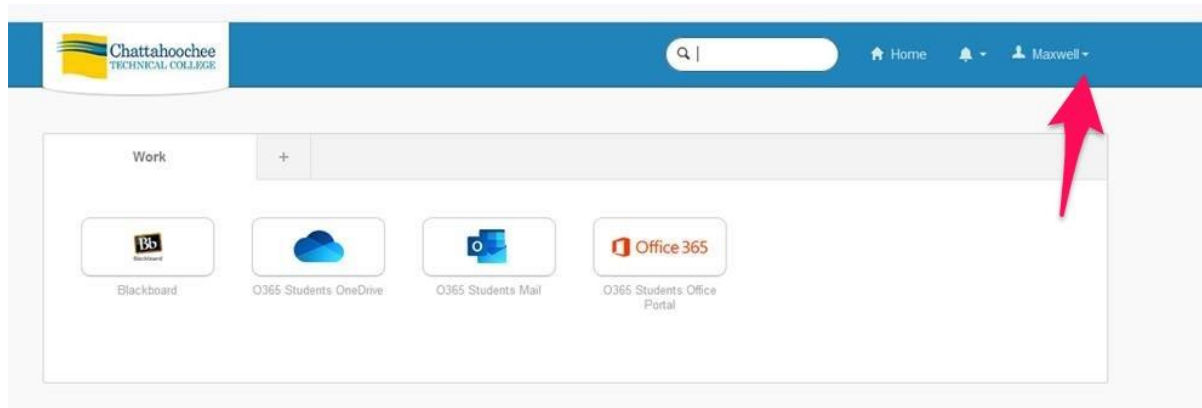 Chattahoochee
TECHNICAL COLLEGE
Home
Maxwell
Work
+
Bb
Blackboard
O
Office 365
Blackboard
O365 Students OneDrive
O365 Students Mail
O365 Students Office
Portal